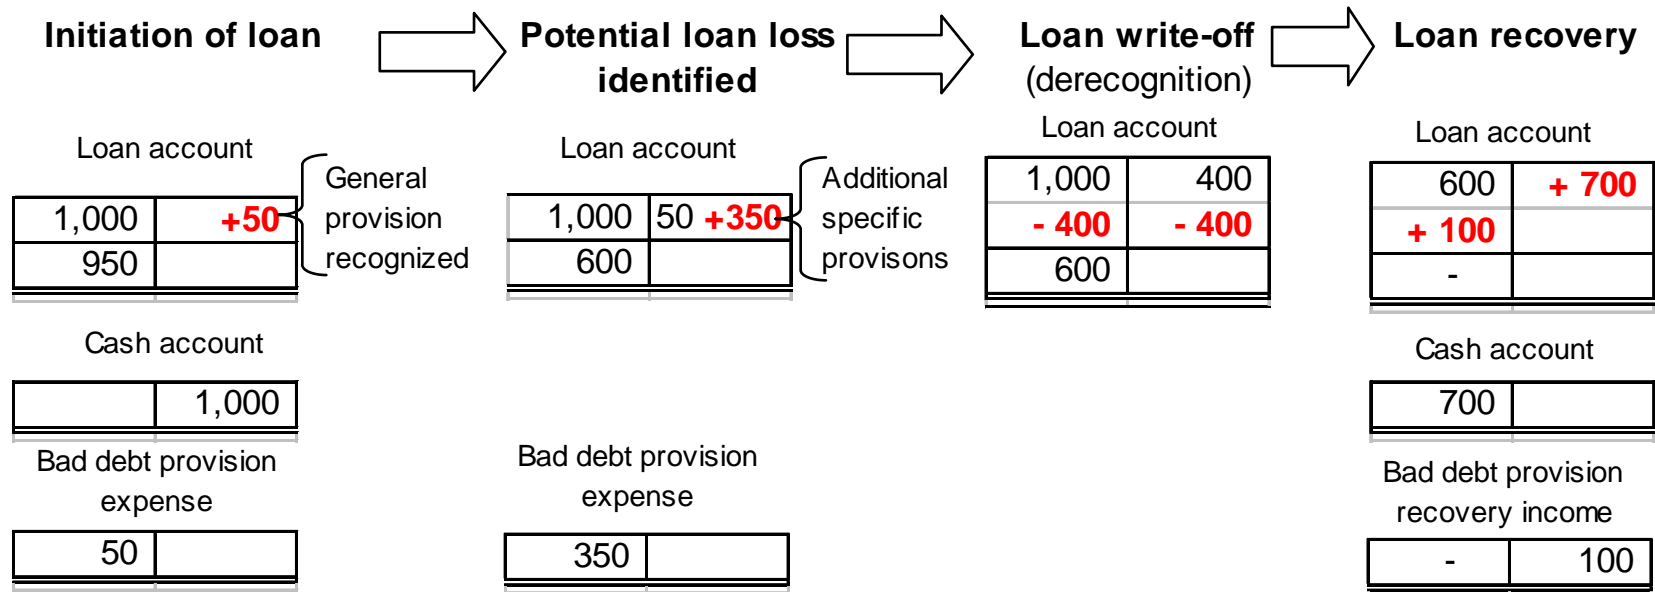 Initiation of loan
Potential loan loss
identified
Loan write-off
(derecognition)
Loan recovery
Loan account
1,000 +50
950
General
provision
recognized
Cash account
1,000
Bad debt provision
expense
50
Loan account
1,000 50 +350
600
Additional
specific
provisons
Bad debt provision
expense
350
Loan account
1,000 400
- 400 - 400
600
Loan account
600 + 700
+ 100
-
Cash account
700
Bad debt provision
recovery income
- 100